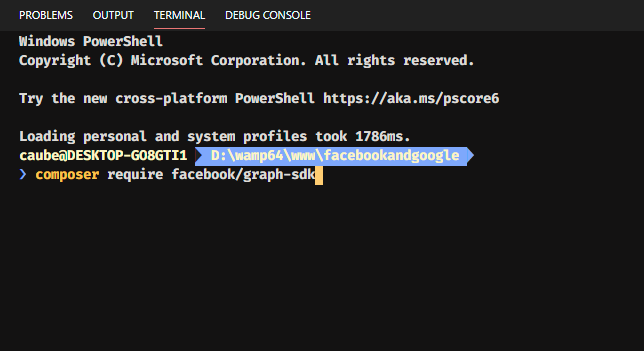 PROBLEMS OUTPUT TERMINAL DEBUG CONSOLE
Windows PowerShell
Copyright (C) Microsoft Corporation. All rights reserved.
Try the new cross-platform PowerShell https://aka.ms/pscore6
Loading personal and system profiles took 1786ms.
caube@DESKTOP-GO8GTI1 D:\wamp64\www\facebookandgoogle
❯ composer require facebook/graph-sdk